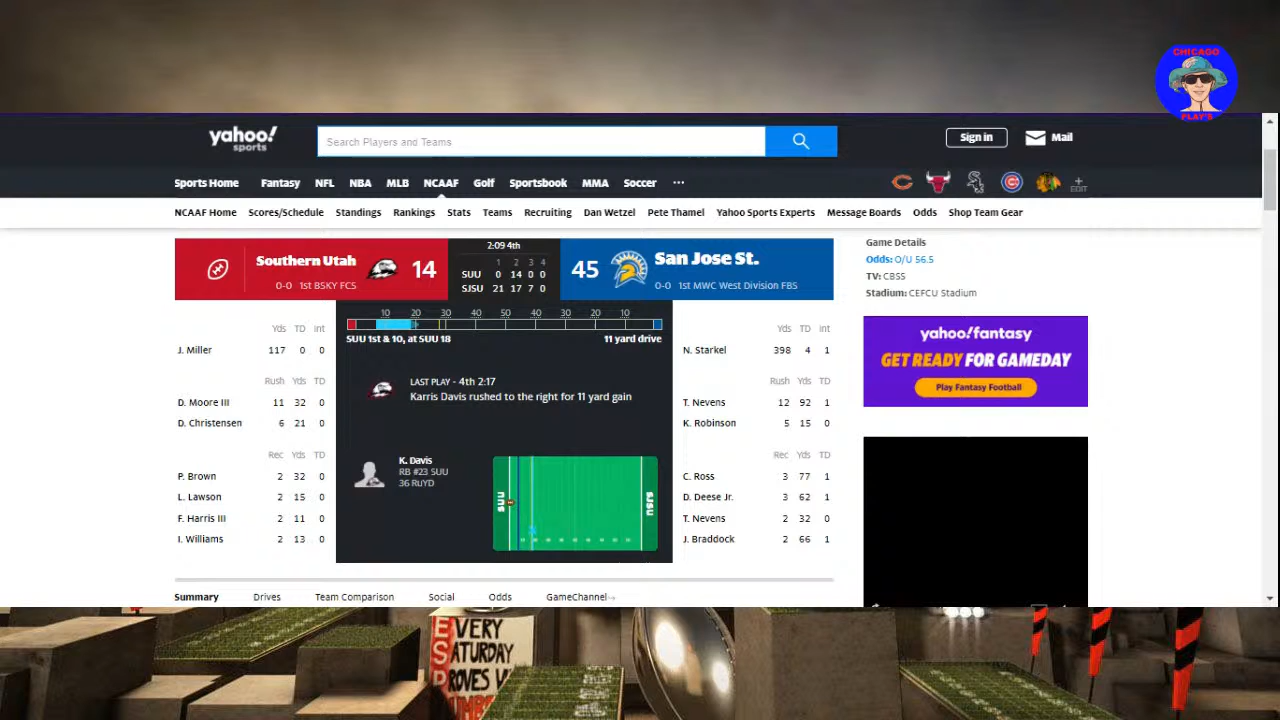 CHICAGO
PLAY'S
yahoo!
sports
Search Players and Teams
Sign in
Mail
Sports Home Fantasy NFL NBA MLB NCAAF Golf Sportsbook MMA Soccer ...
EDIT
NCAAF Home Scores/Schedule Standings Rankings Stats Teams Recruiting Dan Wetzel Pete Thamel Yahoo Sports Experts Message Boards Odds Shop Team Gear
Southern Utah
0-0 1st BSKY FCS
14
2:09 4th
1 2 3 4
SUU 0 14 0 0
SJSU 21 17 7 0
45
San Jose St.
0-0 1st MWC West Division FBS
Game Details
Odds: O/U 56.5
TV: CBSS
Stadium: CEFCU Stadium
10 20 30 40 50 40 30 20 10
SUU 1st & 10, at SUU 18
11 yard drive
LAST PLAY - 4th 2:17
Karris Davis rushed to the right for 11 yard gain
K. Davis
RB #23 SUU
36 RuYD
SUU
SJSU
Yds TD Int
J. Miller 117 0 0
Rush Yds TD
D. Moore III 11 32 0
D. Christensen 6 21 0
Rec Yds TD
P. Brown 2 32 0
L. Lawson 2 15 0
F. Harris III 2 11 0
I. Williams 2 13 0
Yds TD Int
N. Starkel 398 4 1
Rush Yds TD
T. Nevens 12 92 1
K. Robinson 5 15 0
Rec Yds TD
C. Ross 3 77 1
D. Deese Jr. 3 62 1
T. Nevens 2 32 0
J. Braddock 2 66 1
yahoo!fantasy
GET READY FOR GAMEDAY
Play Fantasy Football
Summary Drives Team Comparison Social Odds GameChannel
EVERY
SATURDAY
PROVES